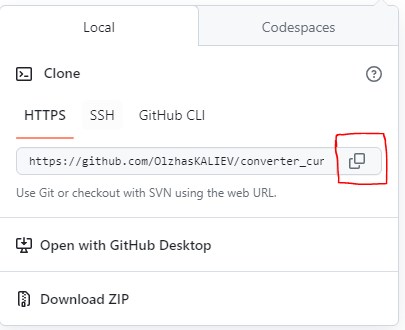 Local Codespaces
Clone
HTTPS SSH GitHub CLI
https://github.com/OlzhasKALIEV/converter_cur
Use Git or checkout with SVN using the web URL.
Open with GitHub Desktop
Download ZIP